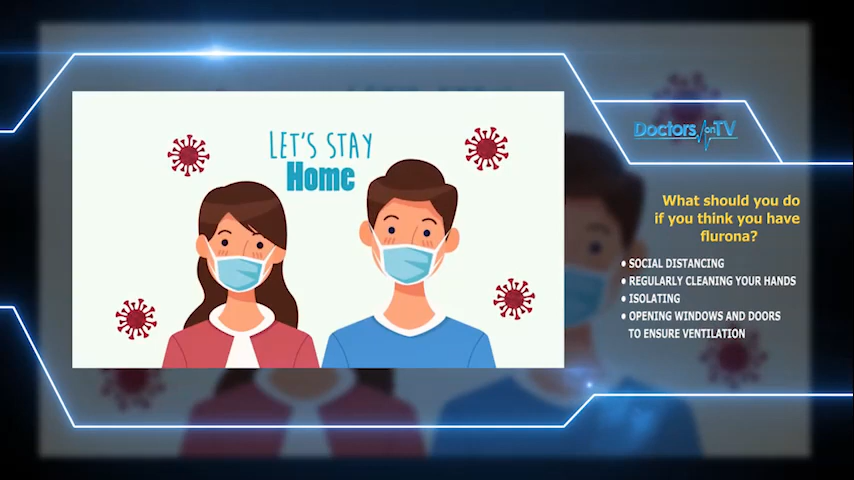 LET'S STAY
Home
Doctors on TV
What should you do
if you think you have
flurona?
• SOCIAL DISTANCING
• REGULARLY CLEANING YOUR HANDS
• ISOLATING
• OPENING WINDOWS AND DOORS
TO ENSURE VENTILATION